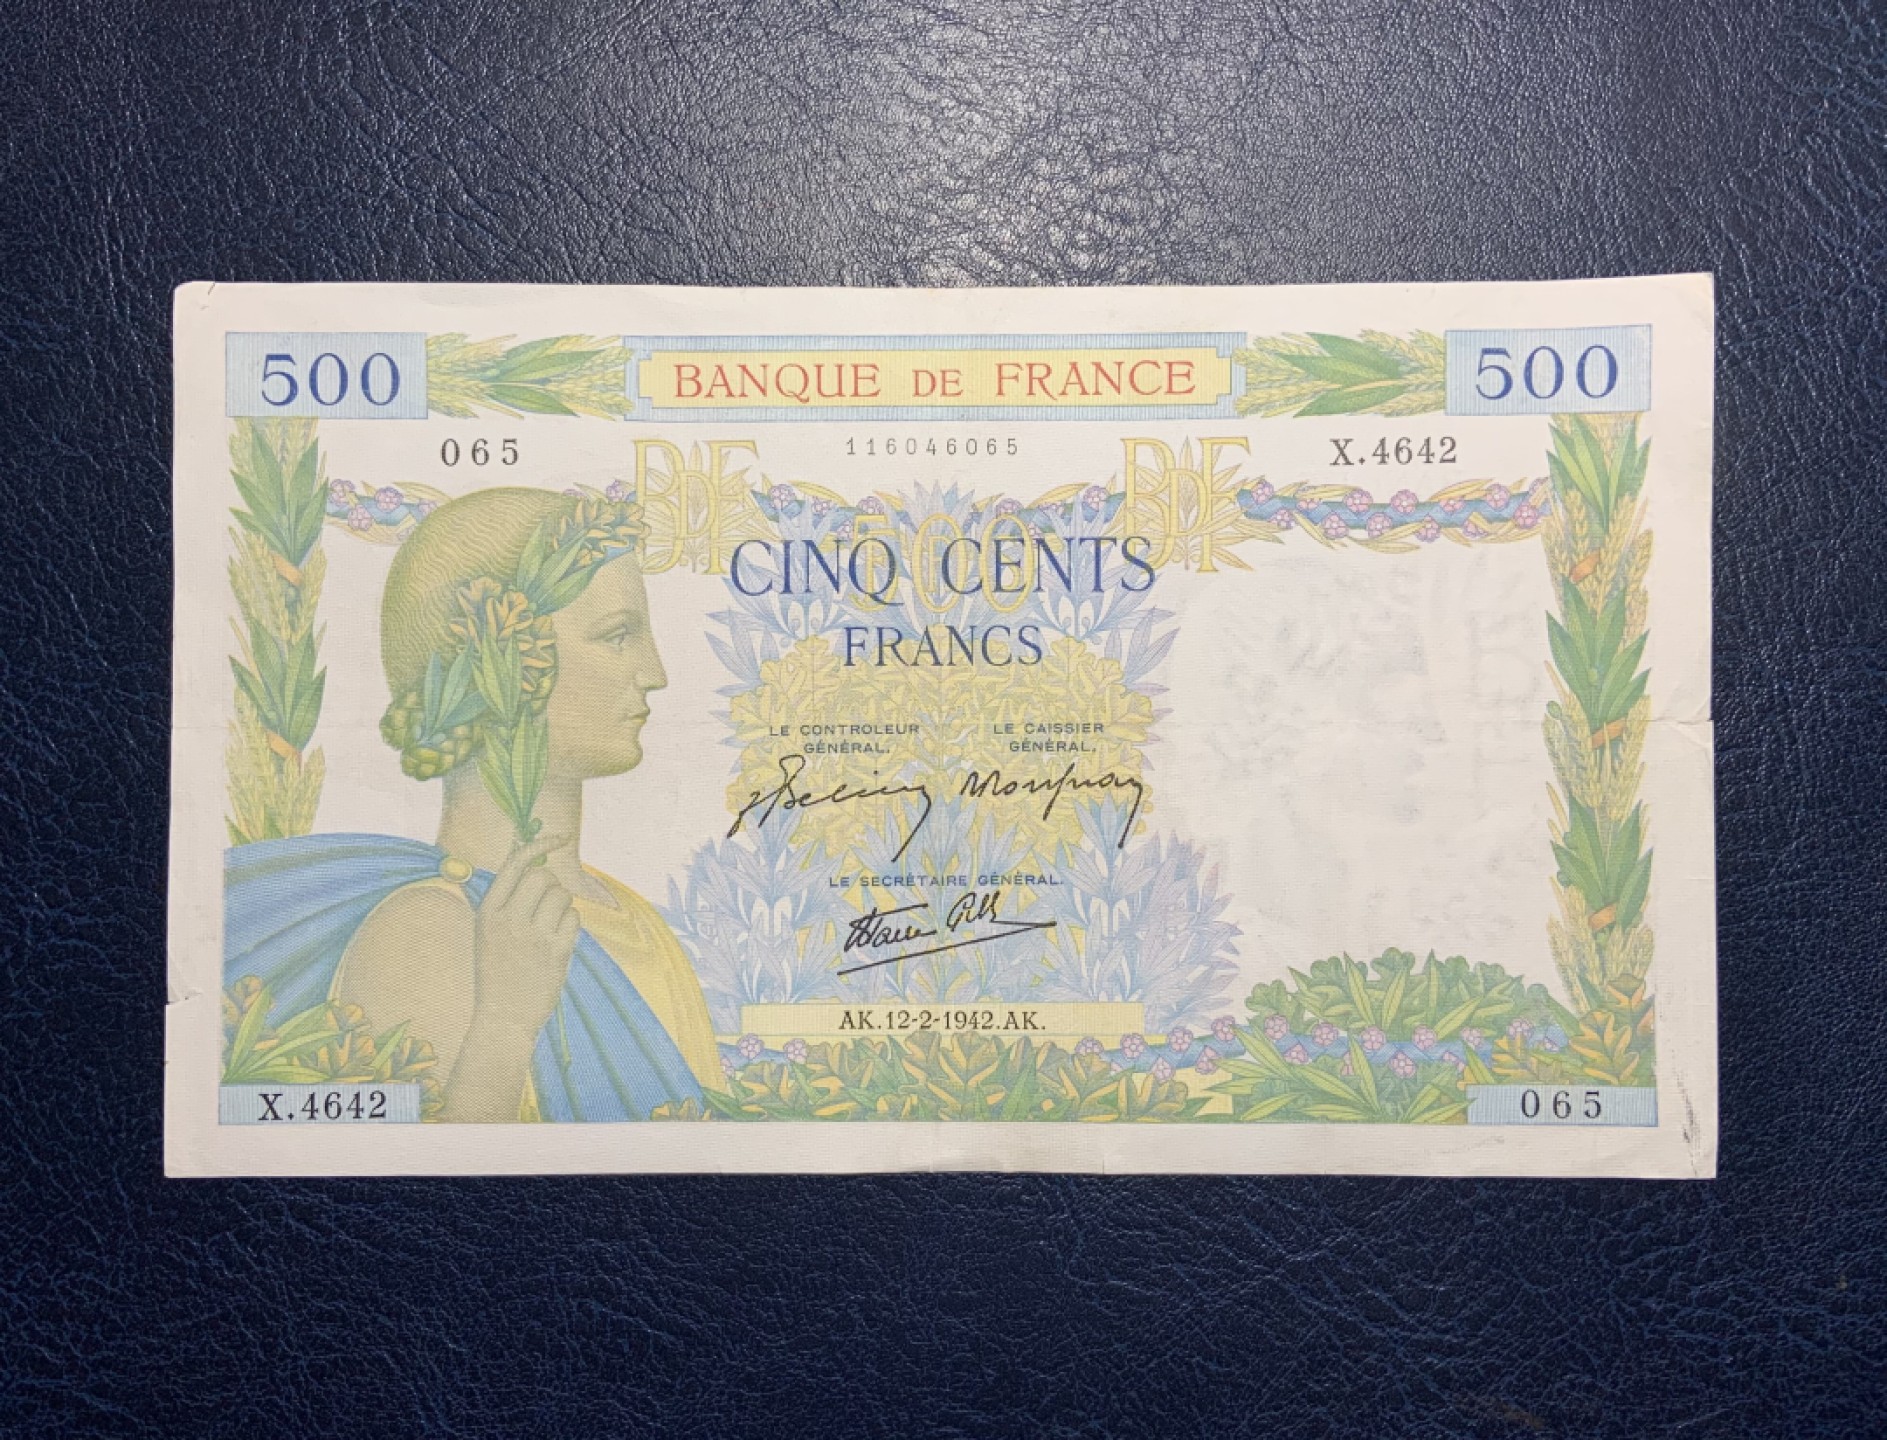 500 BANQUE DE FRANCE 500
065 BDF 116046065 BDF X.4642
500
CINQ CENTS
FRANCS
LE CONTROLEUR GÉNÉRAL.
LE CAISSIER GÉNÉRAL.
LE SECRÉTAIRE GÉNÉRAL.
AK.12-2-1942.AK.
X.4642 065